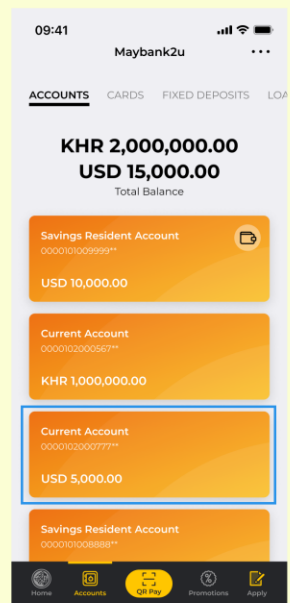 09:41
Maybank2u
ACCOUNTS CARDS FIXED DEPOSITS LOA
KHR 2,000,000.00
USD 15,000.00
Total Balance
Savings Resident Account
0000101009999**
USD 10,000.00
Current Account
0000102000567**
KHR 1,000,000.00
Current Account
0000102000777**
USD 5,000.00
Savings Resident Account
0000101008888**
Home Accounts QR Pay Promotions Apply